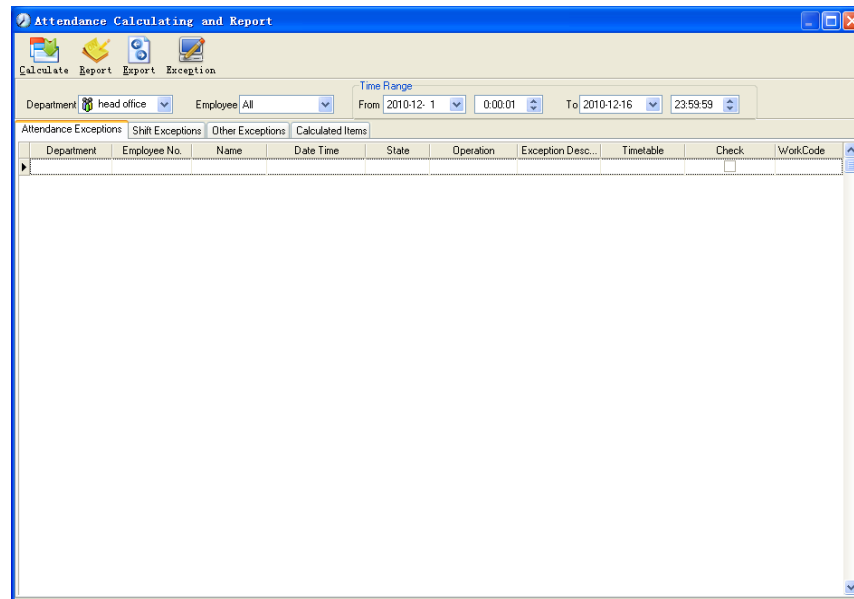 Attendance Calculating and Report
Calculate Report Export Exception
Time Range
Department head office Employee All From 2010-12- 1 0:00:01 To 2010-12-16 23:59:59
Attendance Exceptions Shift Exceptions Other Exceptions Calculated Items
Department Employee No. Name Date Time State Operation Exception Desc... Timetable Check WorkCode